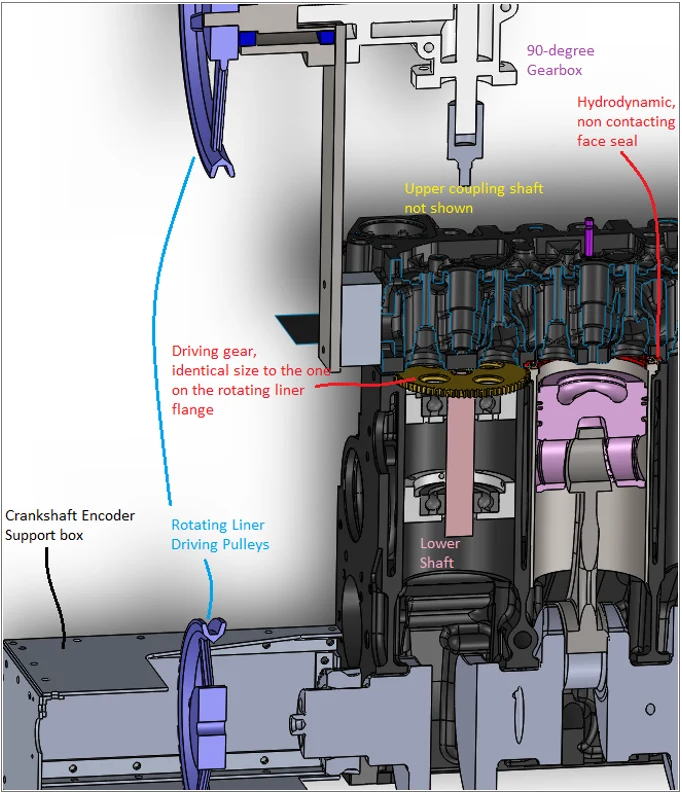 90-degree
Gearbox
Hydrodynamic,
non contacting
face seal
Upper coupling shaft
not shown
Driving gear,
identical size to the one
on the rotating liner
flange
Crankshaft Encoder
Support box
Rotating Liner
Driving Pulleys
Lower
Shaft